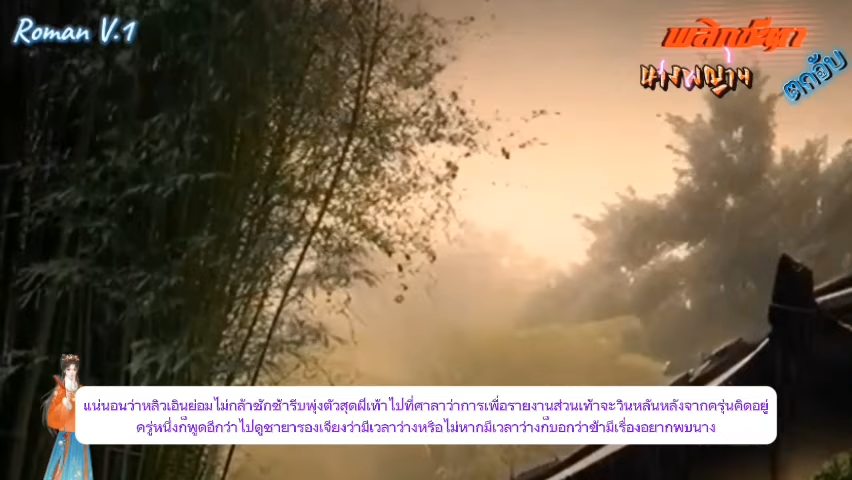 Roman V.1
พลิกชะตา
นางพญาฯ
ตกอับ
แน่นอนว่าหลิวเอินย่อมไม่กล้าชักช้ารีบพุ่งตัวสุดฝีเท้าไปที่ศาลาว่าการเพื่อรายงานส่วนเท้าจะวินหลันหลังจากครุ่นคิดอยู่
ครู่หนึ่งก็พูดอีกว่าไปดูชายารองเจียงว่ามีเวลาว่างหรือไม่หากมีเวลาว่างก็บอกว่าข้ามีเรื่องอยากพบนาง